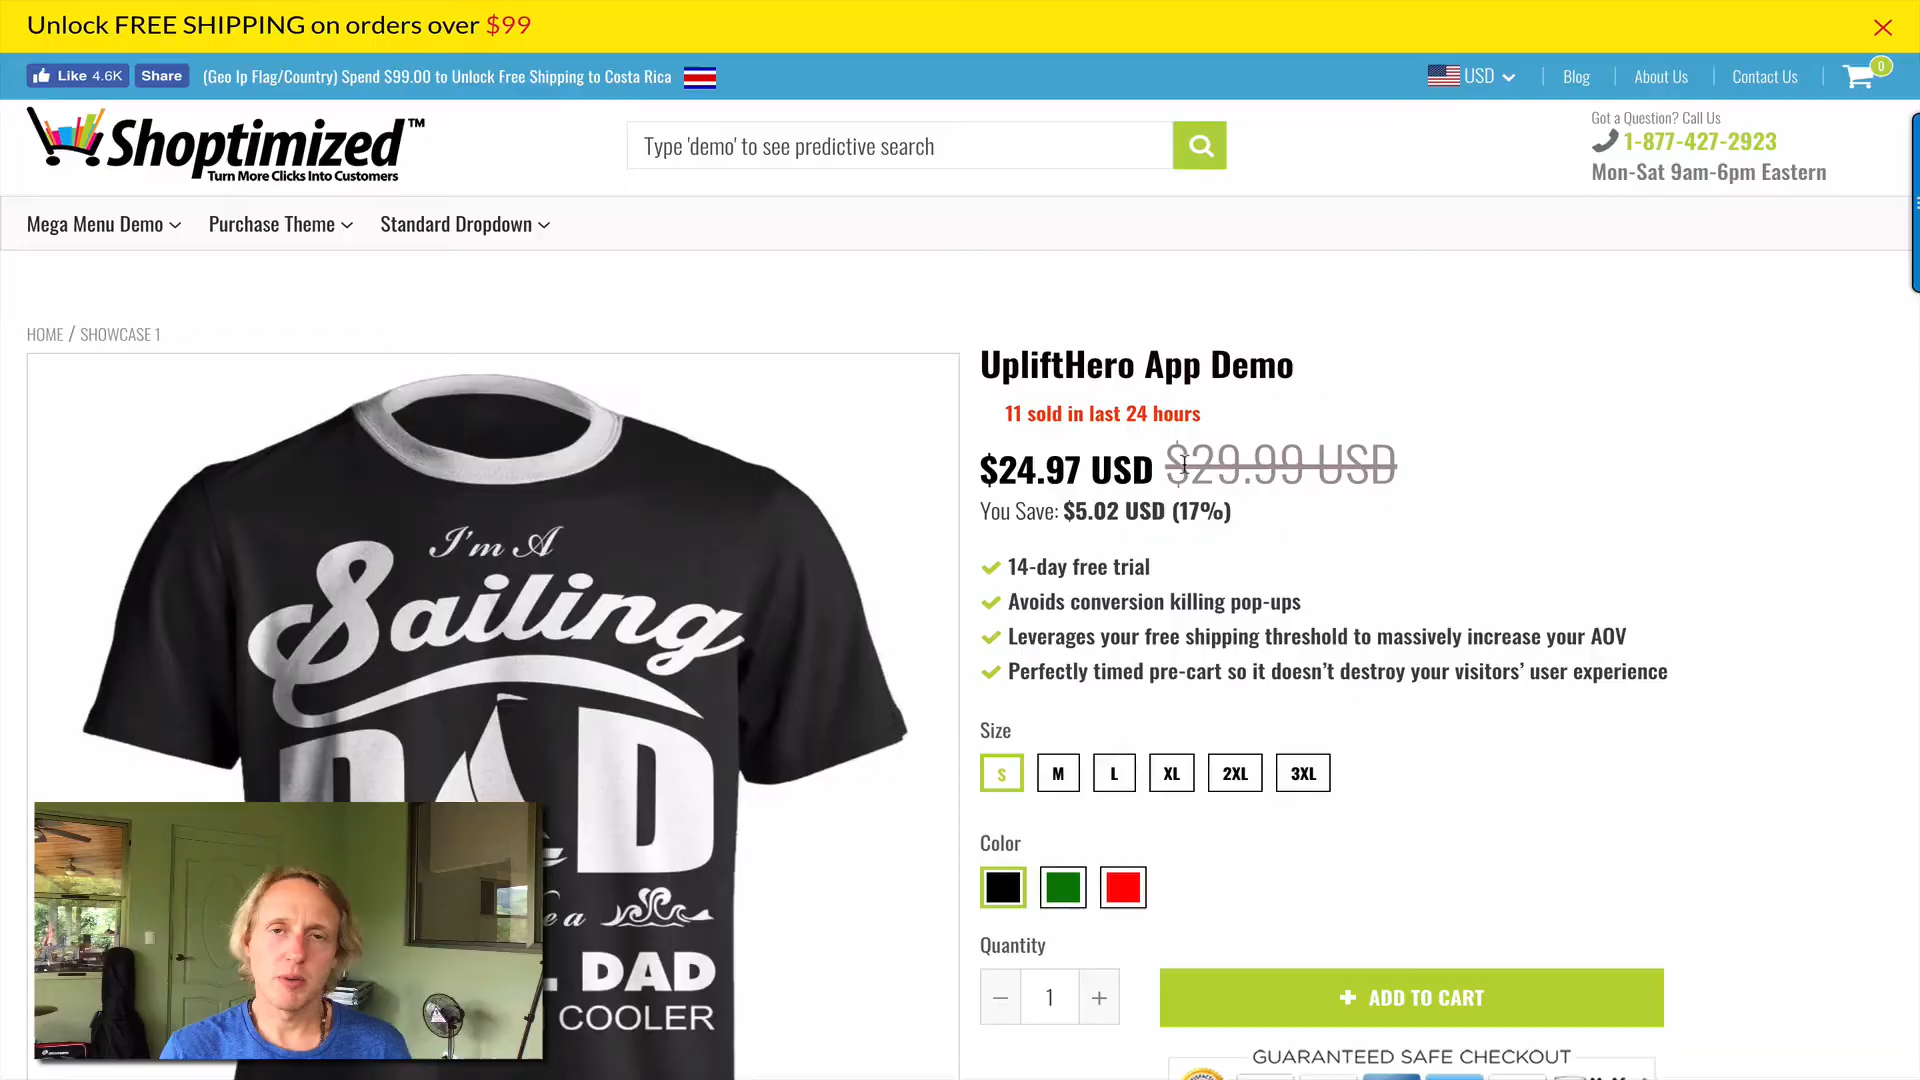 Unlock FREE SHIPPING on orders over $99
Like 4.6K Share (Geo Ip Flag/Country) Spend $99.00 to Unlock Free Shipping to Costa Rica
USD Blog About Us Contact Us 0
Shoptimized™
Turn More Clicks Into Customers
Type 'demo' to see predictive search
Got a Question? Call Us
1-877-427-2923
Mon-Sat 9am-6pm Eastern
Mega Menu Demo Purchase Theme Standard Dropdown
HOME / SHOWCASE 1
I'm A
Sailing
DAD
DAD
COOLER
UpliftHero App Demo
11 sold in last 24 hours
$24.97 USD $29.99 USD
You Save: $5.02 USD (17%)
14-day free trial
Avoids conversion killing pop-ups
Leverages your free shipping threshold to massively increase your AOV
Perfectly timed pre-cart so it doesn't destroy your visitors' user experience
Size
S M L XL 2XL 3XL
Color
Quantity
1
ADD TO CART
GUARANTEED SAFE CHECKOUT